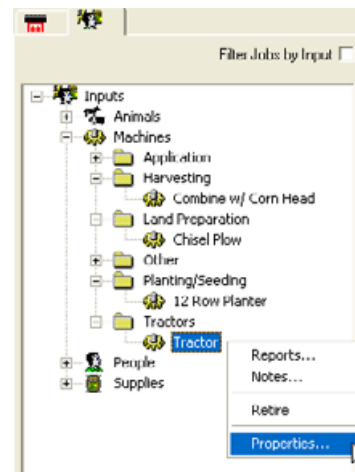 Filter Jobs by Input
Inputs
Animals
Machines
Application
Harvesting
Combine w/ Corn Head
Land Preparation
Chisel Plow
Other
Planting/Seeding
12 Row Planter
Tractors
Tractor
Reports...
People
Notes...
Supplies
Retire
Properties...